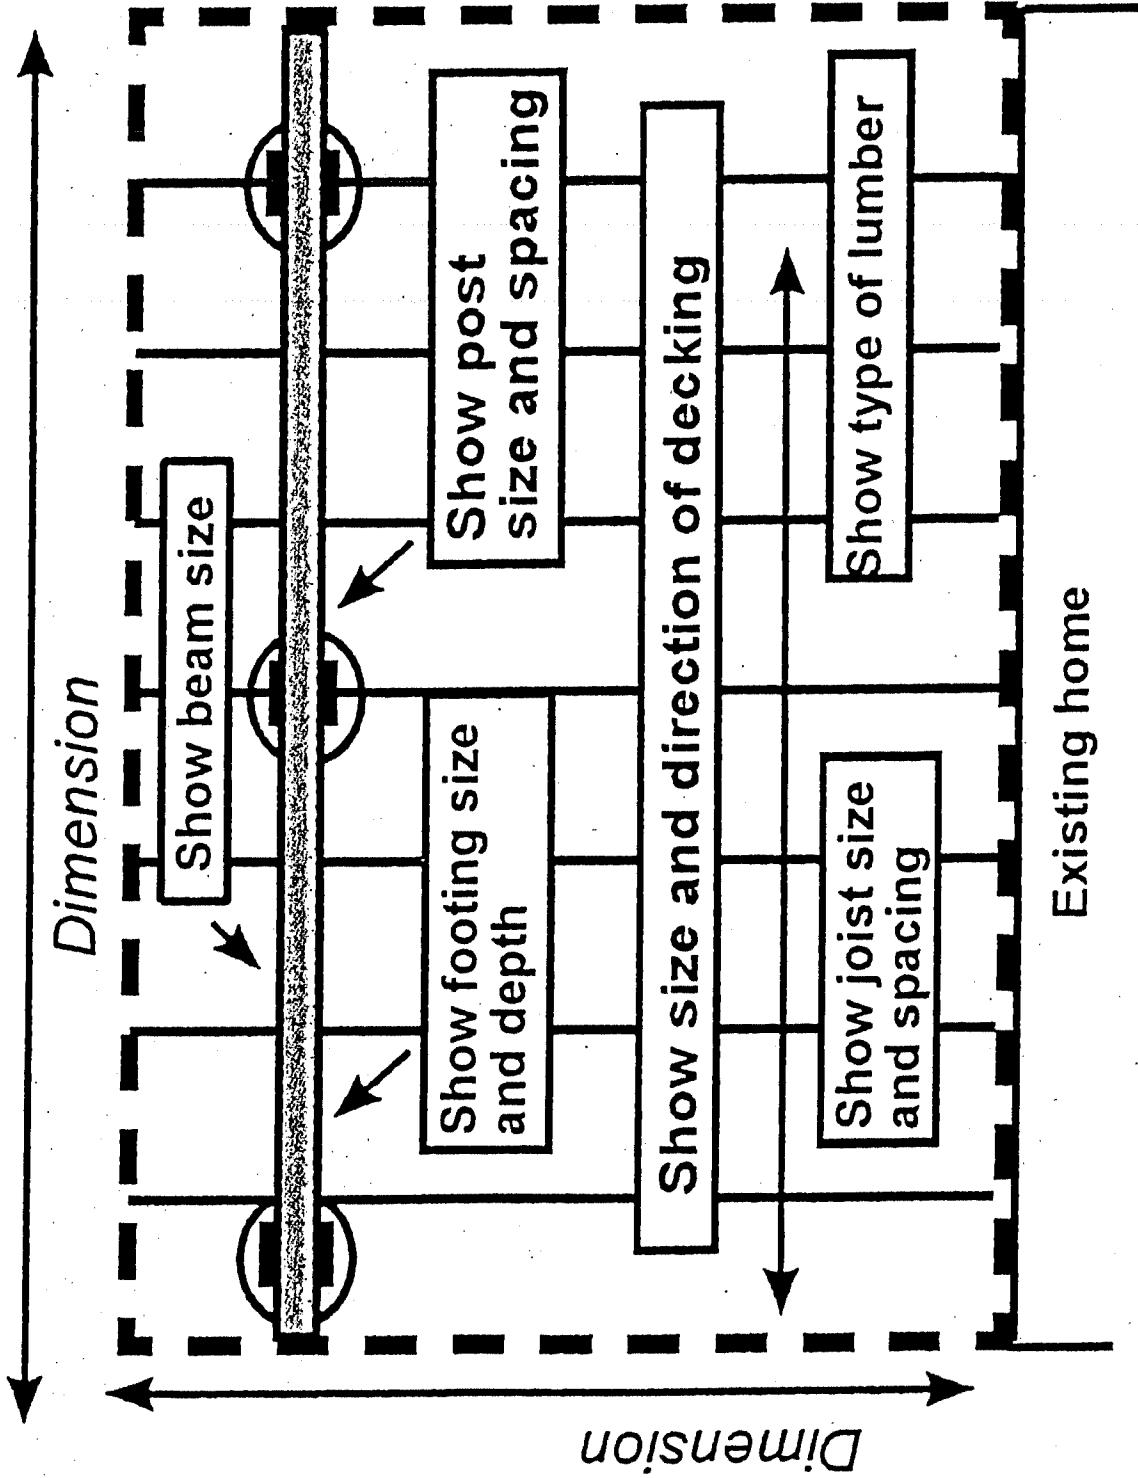 Dimension
Show beam size
Show post
size and spacing
Show footing size
and depth
Show size and direction of decking
Show type of lumber
Show joist size
and spacing
Existing home
Dimension